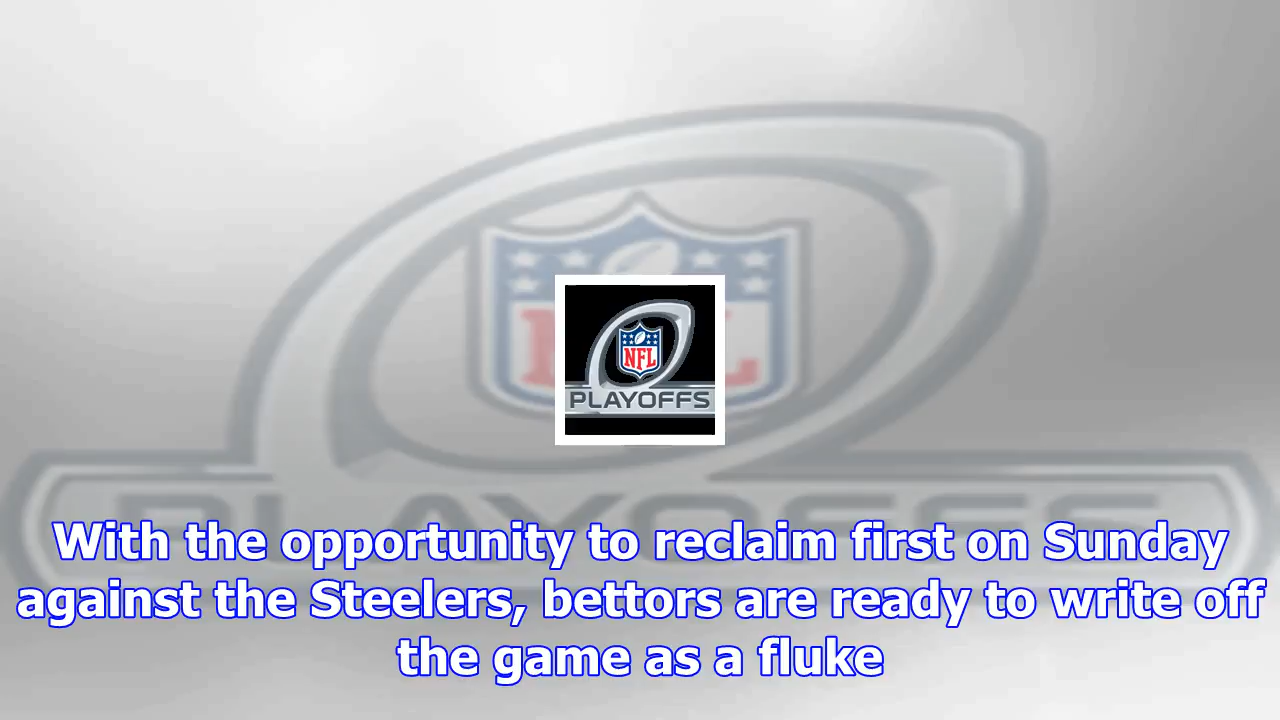 NFL
PLAYOFFS
With the opportunity to reclaim first on Sunday
against the Steelers, bettors are ready to write off
the game as a fluke